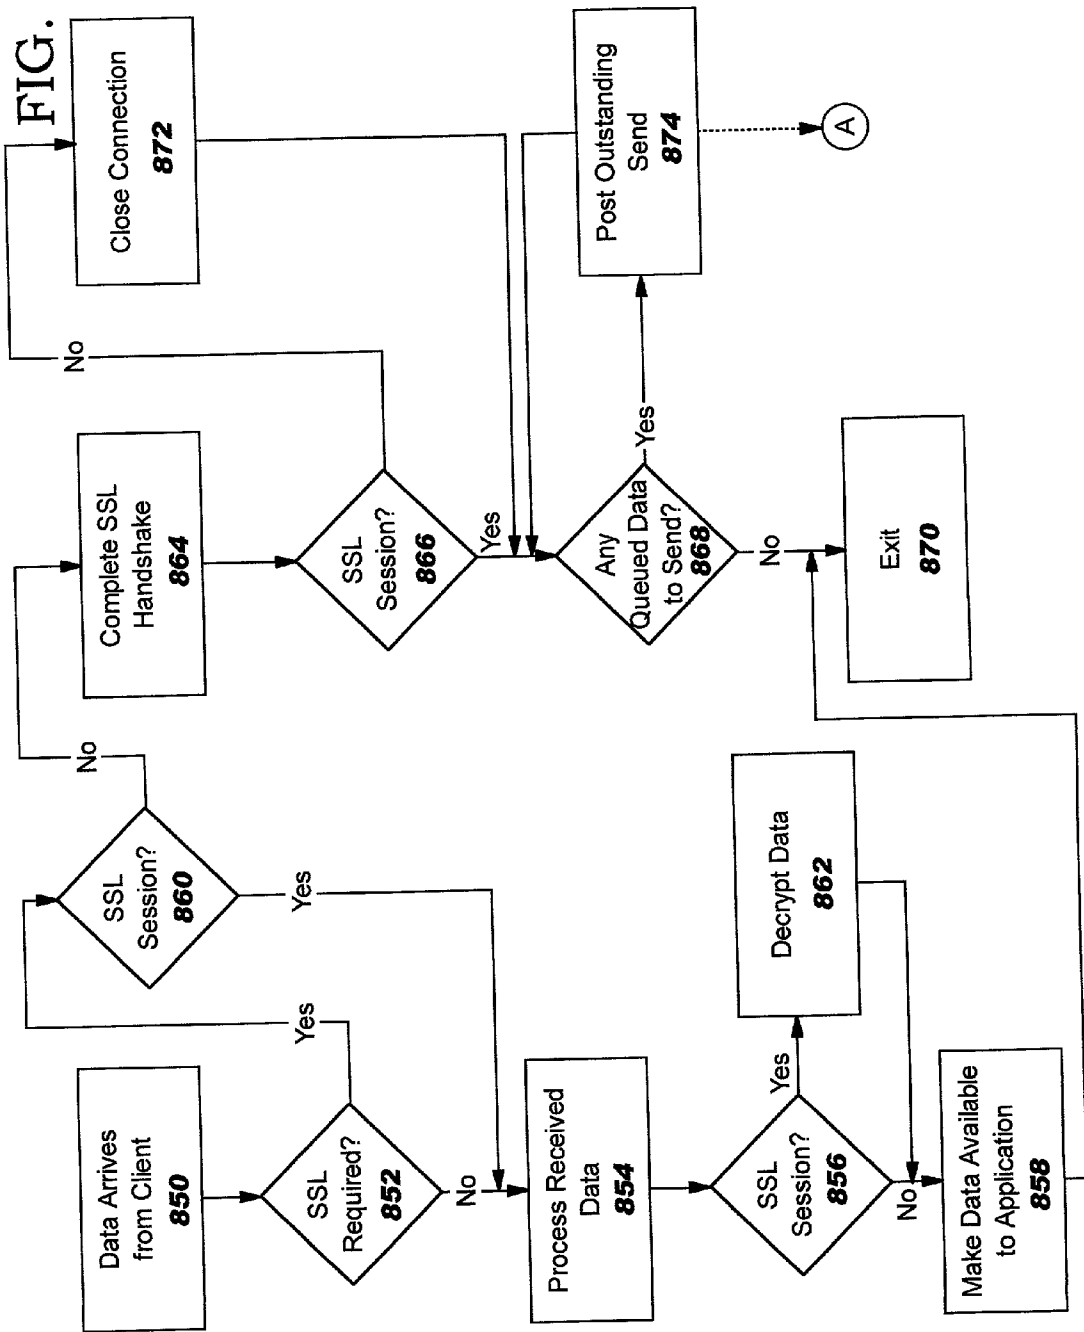 FIG.
Data Arrives
from Client
850
SSL
Required?
852
Yes
No
Process Received
Data
854
SSL
Session?
856
Yes
No
Make Data Available
to Application
858
SSL
Session?
860
No
Yes
Decrypt Data
862
Complete SSL
Handshake
864
SSL
Session?
866
No
Yes
Any
Queued Data
to Send?
868
Yes
No
Exit
870
Close Connection
872
Post Outstanding
Send
874
A